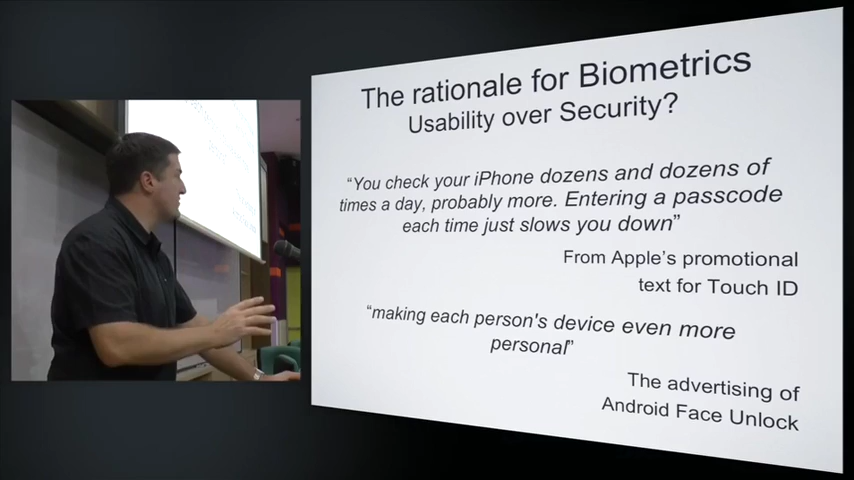 The rationale for Biometrics
Usability over Security?
“You check your iPhone dozens and dozens of
times a day, probably more. Entering a passcode
each time just slows you down”
From Apple’s promotional
text for Touch ID
“making each person's device even more
personal”
The advertising of
Android Face Unlock